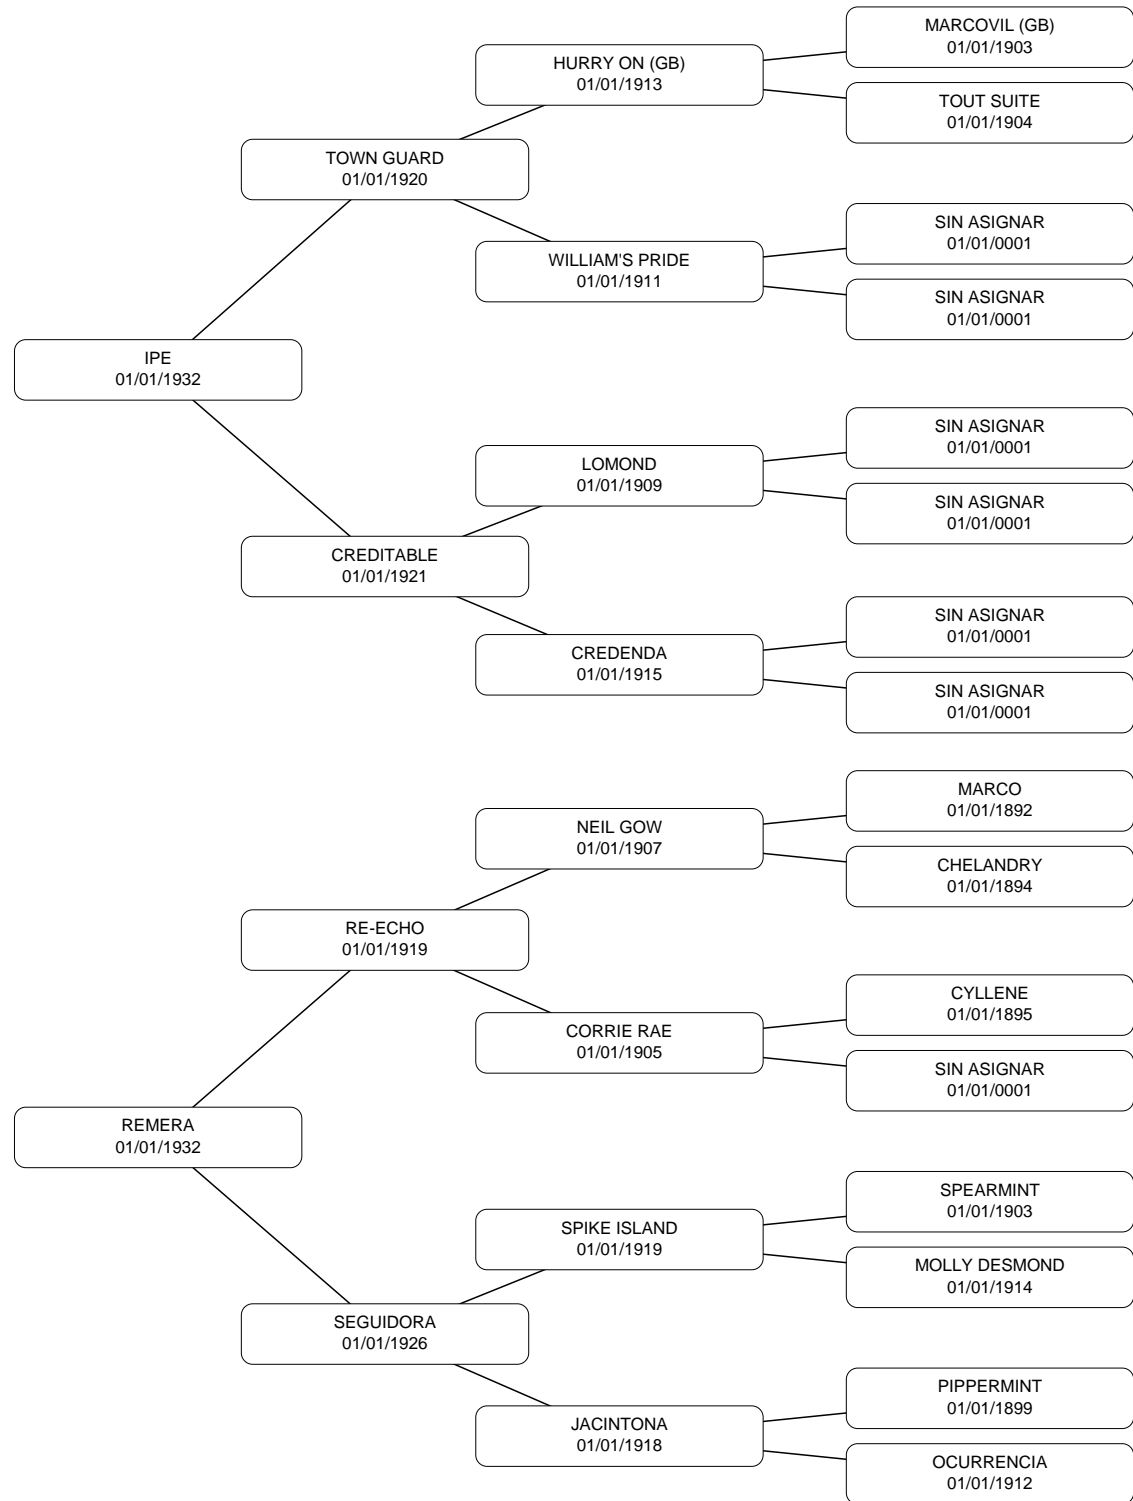 MARCOVIL (GB)
01/01/1903
HURRY ON (GB)
01/01/1913
TOUT SUITE
01/01/1904
TOWN GUARD
01/01/1920
SIN ASIGNAR
01/01/0001
WILLIAM'S PRIDE
01/01/1911
SIN ASIGNAR
01/01/0001
IPE
01/01/1932
SIN ASIGNAR
01/01/0001
LOMOND
01/01/1909
SIN ASIGNAR
01/01/0001
CREDITABLE
01/01/1921
SIN ASIGNAR
01/01/0001
CREDENDA
01/01/1915
SIN ASIGNAR
01/01/0001
MARCO
01/01/1892
NEIL GOW
01/01/1907
CHELANDRY
01/01/1894
RE-ECHO
01/01/1919
CYLLENE
01/01/1895
CORRIE RAE
01/01/1905
SIN ASIGNAR
01/01/0001
REMERA
01/01/1932
SPEARMINT
01/01/1903
SPIKE ISLAND
01/01/1919
MOLLY DESMOND
01/01/1914
SEGUIDORA
01/01/1926
PIPPERMINT
01/01/1899
JACINTONA
01/01/1918
OCURRENCIA
01/01/1912